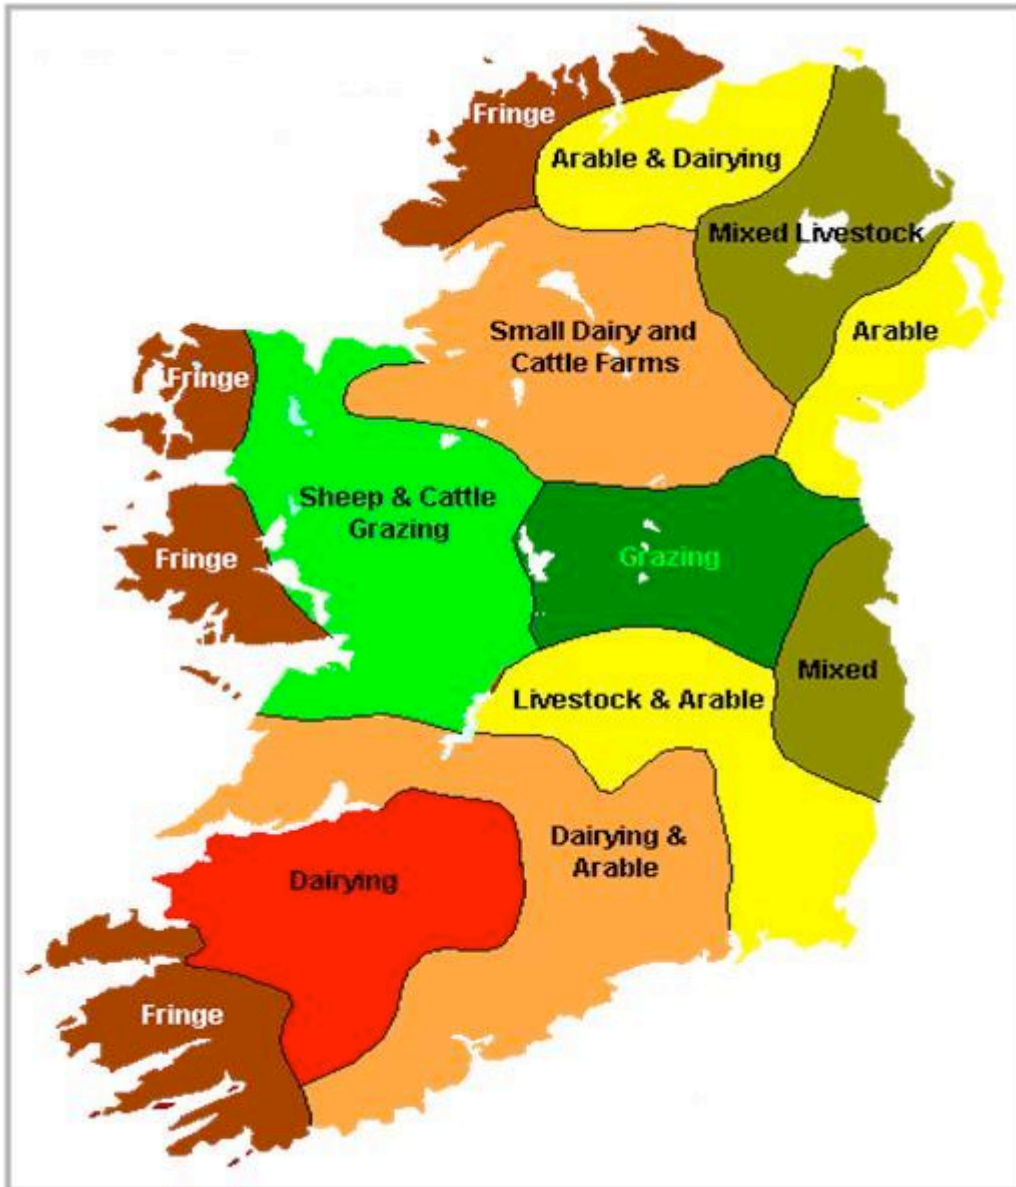 Fringe
Arable & Dairying
Mixed Livestock
Small Dairy and
Cattle Farms
Arable
Fringe
Sheep & Cattle
Grazing
Fringe
Grazing
Mixed
Livestock & Arable
Dairying &
Arable
Dairying
Fringe